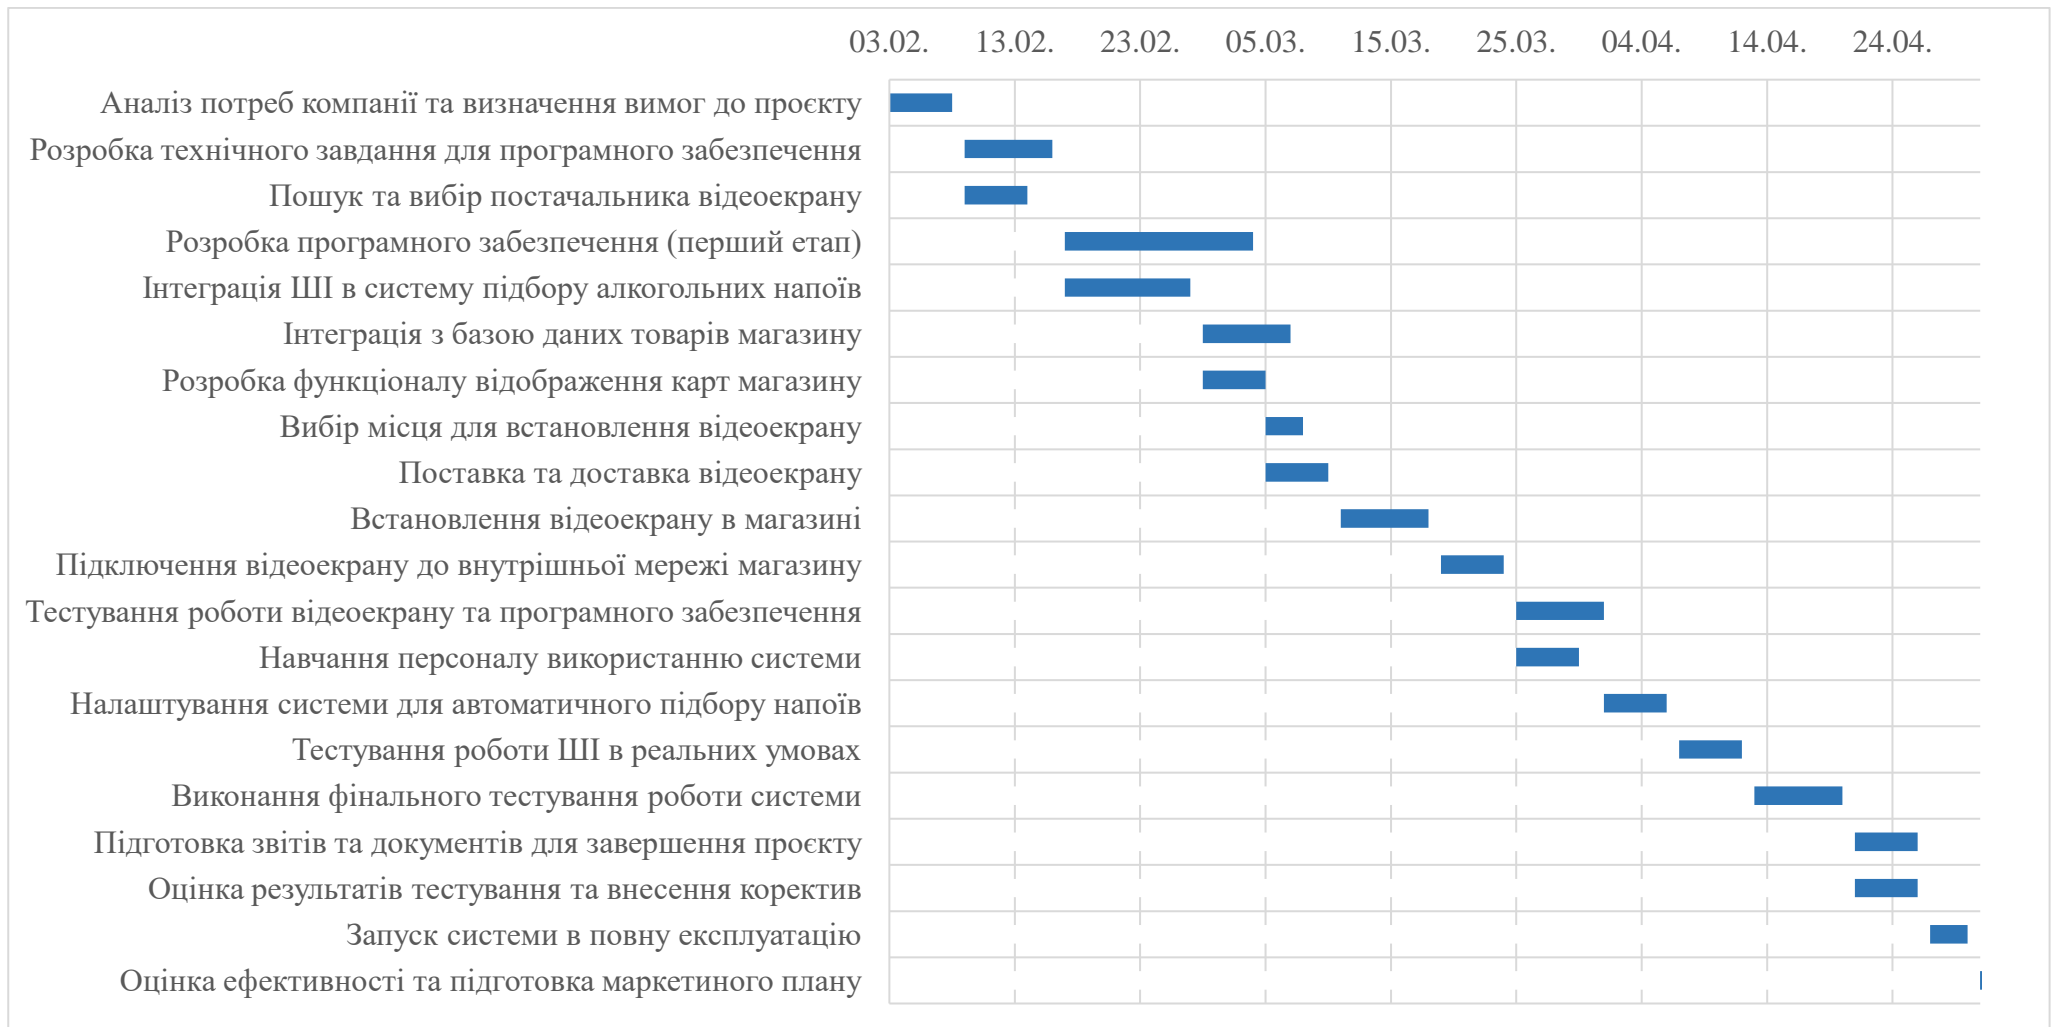 03.02. 13.02. 23.02. 05.03. 15.03. 25.03. 04.04. 14.04. 24.04.
Аналіз потреб компанії та визначення вимог до проєкту
Розробка технічного завдання для програмного забезпечення
Пошук та вибір постачальника відеоекрану
Розробка програмного забезпечення (перший етап)
Інтеграція ШІ в систему підбору алкогольних напоїв
Інтеграція з базою даних товарів магазину
Розробка функціоналу відображення карт магазину
Вибір місця для встановлення відеоекрану
Поставка та доставка відеоекрану
Встановлення відеоекрану в магазині
Підключення відеоекрану до внутрішньої мережі магазину
Тестування роботи відеоекрану та програмного забезпечення
Навчання персоналу використанню системи
Налаштування системи для автоматичного підбору напоїв
Тестування роботи ШІ в реальних умовах
Виконання фінального тестування роботи системи
Підготовка звітів та документів для завершення проєкту
Оцінка результатів тестування та внесення коректив
Запуск системи в повну експлуатацію
Оцінка ефективності та підготовка маркетиного плану